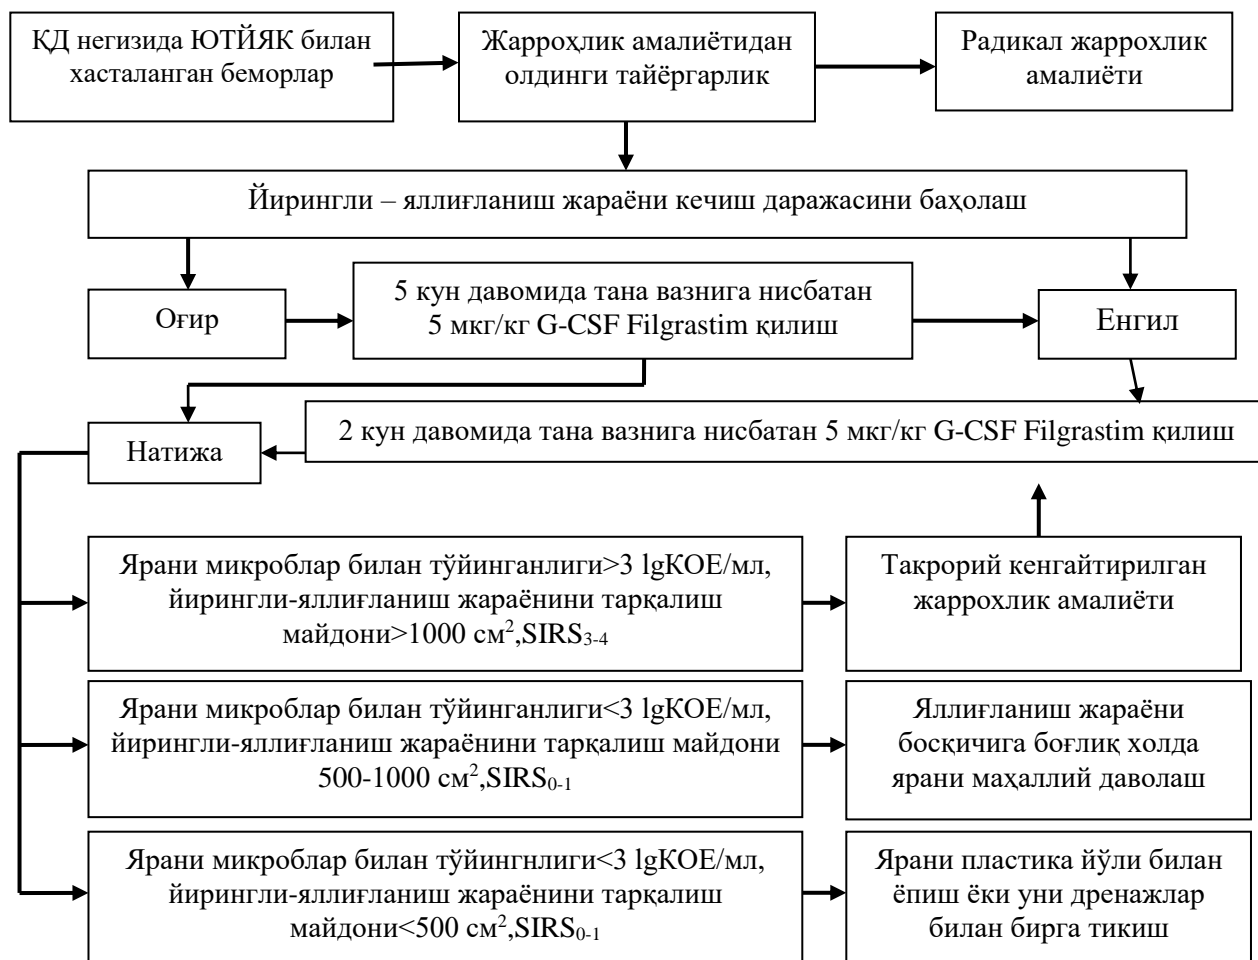 ҚД негизида ЮТЙЯК билан
хасталанган беморлар
Жарроҳлик амалиётидан
олдинги тайёргарлик
Радикал жаррохлик
амалиёти
Йирингли – яллиғланиш жараёни кечиш даражасини баҳолаш
Оғир
5 кун давомида тана вазнига нисбатан
5 мкг/кг G-CSF Filgrastim қилиш
Енгил
2 кун давомида тана вазнига нисбатан 5 мкг/кг G-CSF Filgrastim қилиш
Натижа
Ярани микроблар билан тўйинганлиги>3 lgКОЕ/мл,
йирингли-яллиғланиш жараёнини тарқалиш
майдони>1000 см²,SIRS₃₋₄
Такрорий кенгайтирилган
жаррохлик амалиёти
Ярани микроблар билан тўйинганлиги<3 lgКОЕ/мл,
йирингли-яллиғланиш жараёнини тарқалиш майдони
500-1000 см²,SIRS₀₋₁
Яллиғланиш жараёни
босқичига боғлиқ холда
ярани маҳаллий даволаш
Ярани микроблар билан тўйингнлиги<3 lgКОЕ/мл,
йирингли-яллиғланиш жараёнини тарқалиш
майдони<500 см²,SIRS₀₋₁
Ярани пластика йўли билан
ёпиш ёки уни дренажлар
билан бирга тикиш